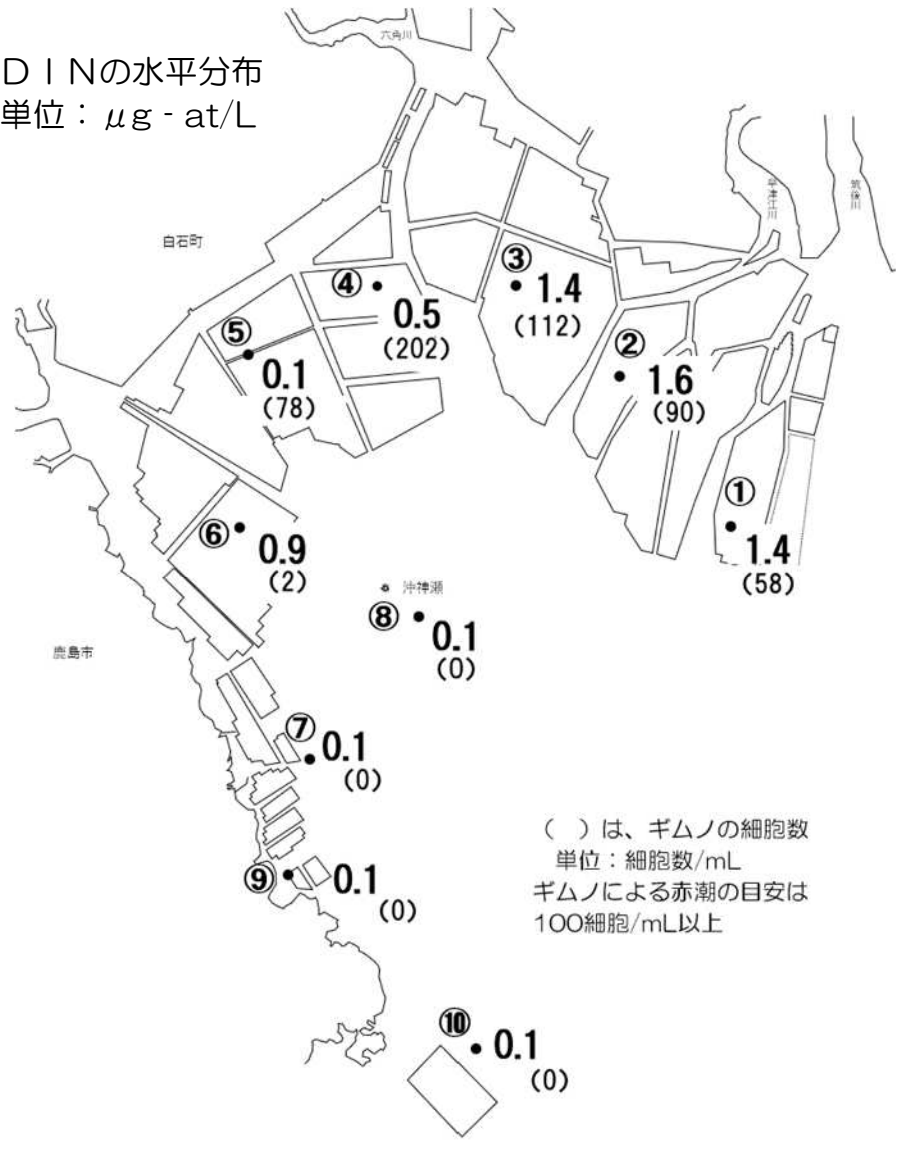 六角川
DINの水平分布
単位：μg - at/L
早津江川
筑後川
白石町
③
1.4
(112)
④
0.5
(202)
⑤
0.1
(78)
②
1.6
(90)
①
1.4
(58)
⑥
0.9
(2)
沖神瀬
⑧
0.1
(0)
鹿島市
⑦
0.1
(0)
（　）は、ギムノの細胞数
単位：細胞数/mL
ギムノによる赤潮の目安は
100細胞/mL以上
⑨
0.1
(0)
⑩
0.1
(0)